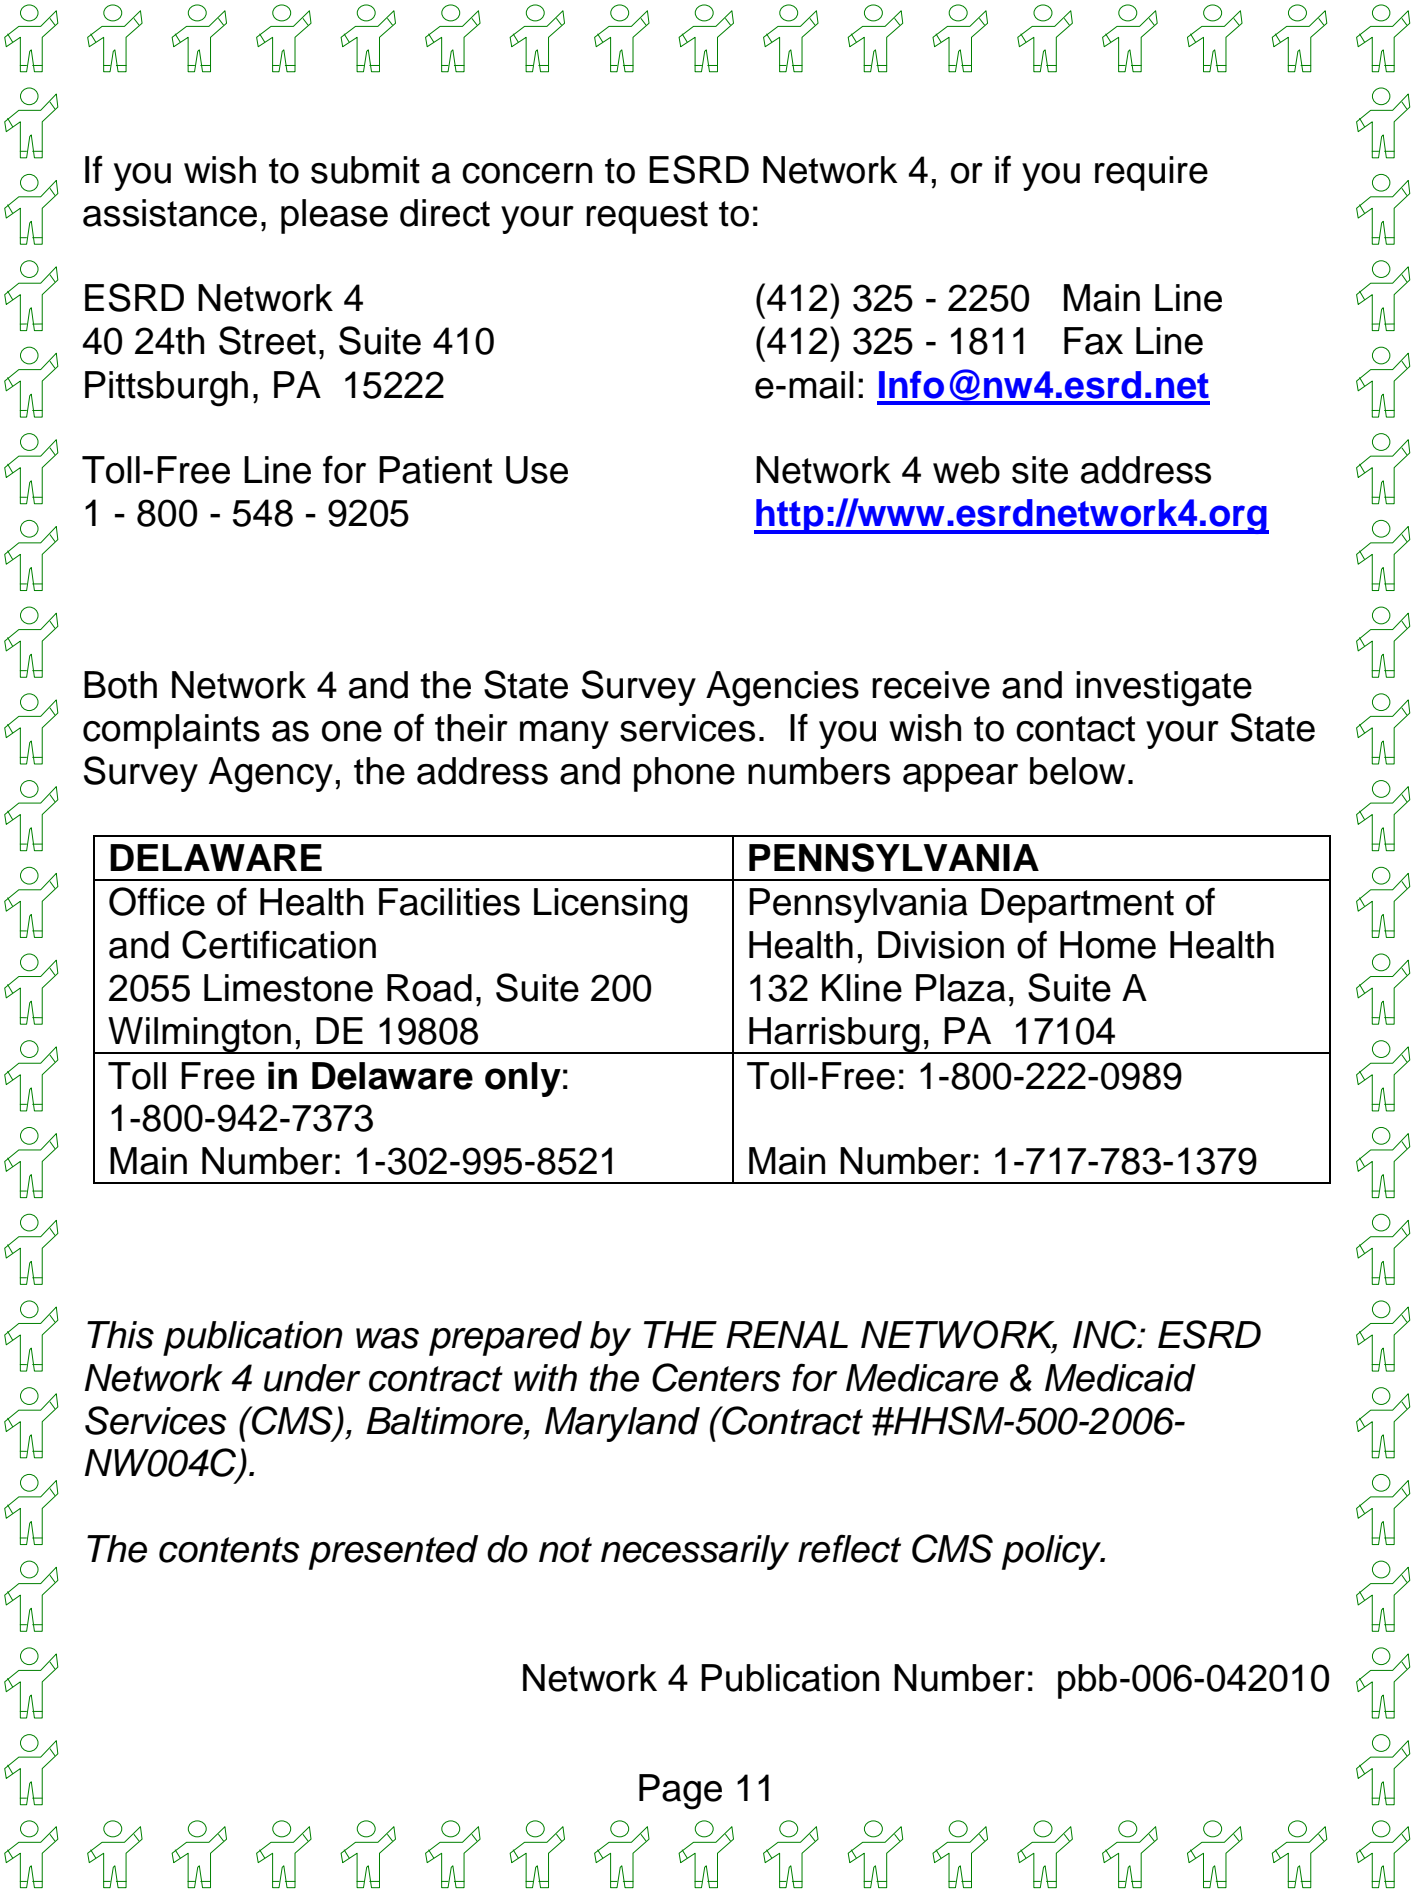 If you wish to submit a concern to ESRD Network 4, or if you require
assistance, please direct your request to:
ESRD Network 4
40 24th Street, Suite 410
Pittsburgh, PA  15222
(412) 325 - 2250   Main Line
(412) 325 - 1811   Fax Line
e-mail: Info@nw4.esrd.net
Toll-Free Line for Patient Use
1 - 800 - 548 - 9205
Network 4 web site address
http://www.esrdnetwork4.org
Both Network 4 and the State Survey Agencies receive and investigate
complaints as one of their many services.  If you wish to contact your State
Survey Agency, the address and phone numbers appear below.
DELAWARE
PENNSYLVANIA
Office of Health Facilities Licensing
and Certification
2055 Limestone Road, Suite 200
Wilmington, DE 19808
Pennsylvania Department of
Health, Division of Home Health
132 Kline Plaza, Suite A
Harrisburg, PA  17104
Toll Free in Delaware only:
1-800-942-7373
Main Number: 1-302-995-8521
Toll-Free: 1-800-222-0989
Main Number: 1-717-783-1379
This publication was prepared by THE RENAL NETWORK, INC: ESRD
Network 4 under contract with the Centers for Medicare & Medicaid
Services (CMS), Baltimore, Maryland (Contract #HHSM-500-2006-
NW004C).
The contents presented do not necessarily reflect CMS policy.
Network 4 Publication Number:  pbb-006-042010
Page 11